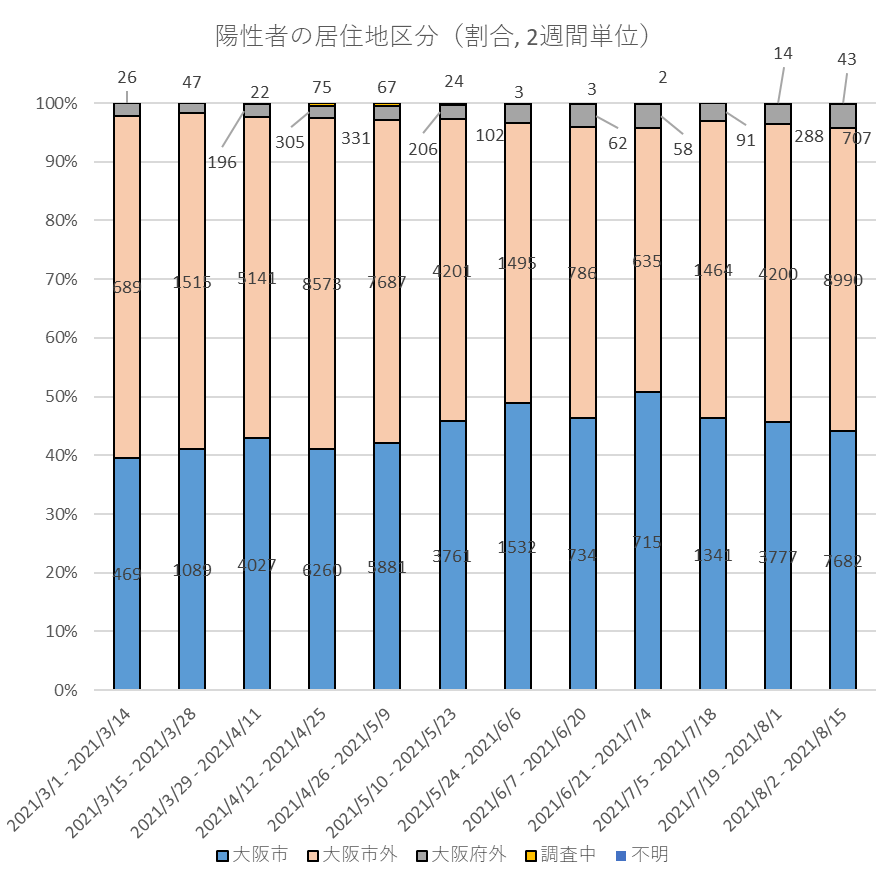 陽性者の居住地区分（割合, 2週間単位）
26 47 22 75 67 24 3 3 2 14 43
196 305 331 206 102 62 58 91 288 707
689 1515 5141 8573 7687 4201 1495 786 635 1464 4200 8990
469 1089 4027 6260 5881 3761 1532 734 715 1341 3777 7682
100%
90%
80%
70%
60%
50%
40%
30%
20%
10%
0%
2021/3/1 - 2021/3/14
2021/3/15 - 2021/3/28
2021/3/29 - 2021/4/11
2021/4/12 - 2021/4/25
2021/4/26 - 2021/5/9
2021/5/10 - 2021/5/23
2021/5/24 - 2021/6/6
2021/6/7 - 2021/6/20
2021/6/21 - 2021/7/4
2021/7/5 - 2021/7/18
2021/7/19 - 2021/8/1
2021/8/2 - 2021/8/15
大阪市 大阪市外 大阪府外 調査中 不明